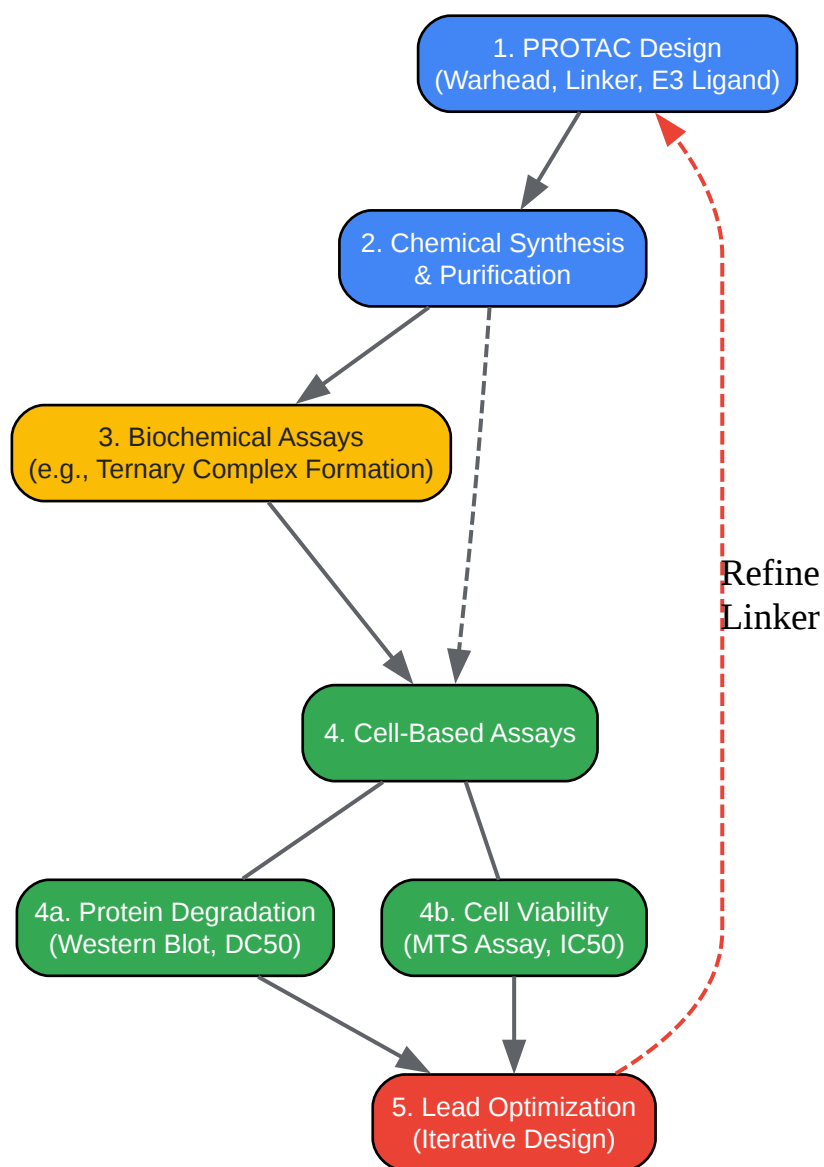 1. PROTAC Design
(Warhead, Linker, E3 Ligand)
2. Chemical Synthesis
& Purification
3. Biochemical Assays
(e.g., Ternary Complex Formation)
Refine
Linker
4. Cell-Based Assays
4a. Protein Degradation
(Western Blot, DC50)
4b. Cell Viability
(MTS Assay, IC50)
5. Lead Optimization
(Iterative Design)